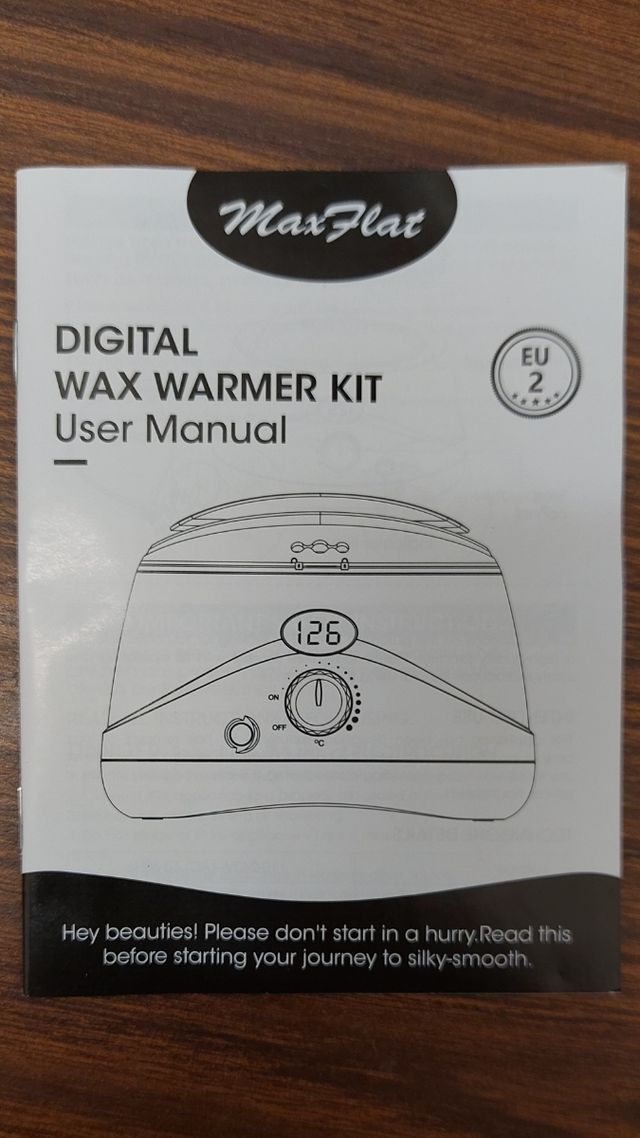 MaxFlat
DIGITAL
WAX WARMER KIT
User Manual
EU
2
126
ON
OFF
°C
Hey beauties! Please don't start in a hurry.Read this
before starting your journey to silky-smooth.